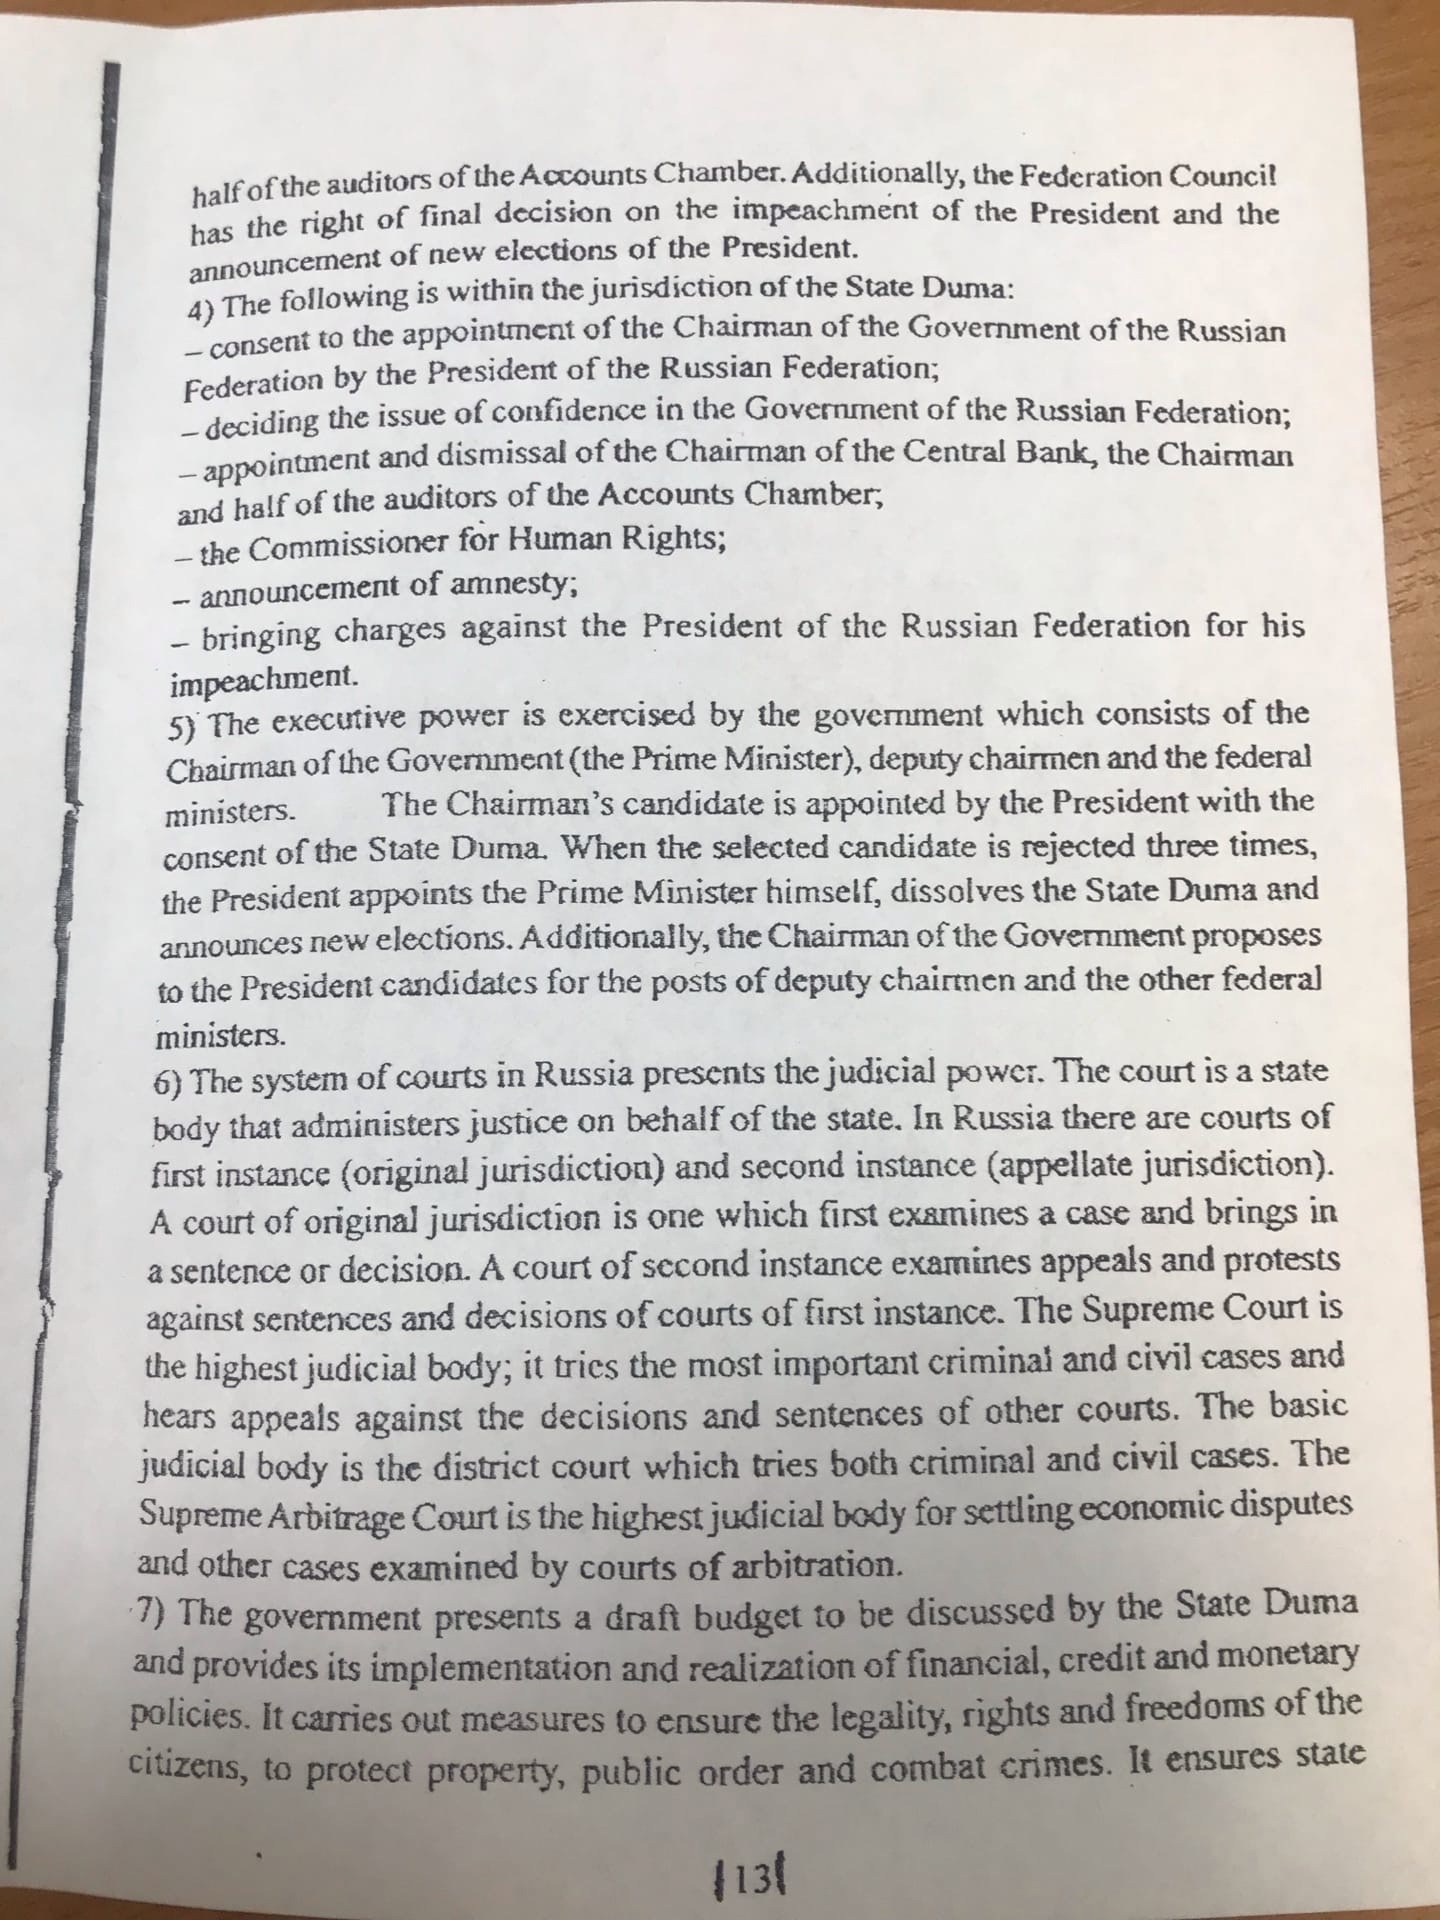 half of the auditors of the Accounts Chamber. Additionally, the Federation Council
has the right of final decision on the impeachment of the President and the
announcement of new elections of the President.
4) The following is within the jurisdiction of the State Duma:
– consent to the appointment of the Chairman of the Government of the Russian
Federation by the President of the Russian Federation;
– deciding the issue of confidence in the Government of the Russian Federation;
– appointment and dismissal of the Chairman of the Central Bank, the Chairman
and half of the auditors of the Accounts Chamber;
– the Commissioner for Human Rights;
– announcement of amnesty;
– bringing charges against the President of the Russian Federation for his
impeachment.
5) The executive power is exercised by the government which consists of the
Chairman of the Government (the Prime Minister), deputy chairmen and the federal
ministers. The Chairman's candidate is appointed by the President with the
consent of the State Duma. When the selected candidate is rejected three times,
the President appoints the Prime Minister himself, dissolves the State Duma and
announces new elections. Additionally, the Chairman of the Government proposes
to the President candidates for the posts of deputy chairmen and the other federal
ministers.
6) The system of courts in Russia presents the judicial power. The court is a state
body that administers justice on behalf of the state. In Russia there are courts of
first instance (original jurisdiction) and second instance (appellate jurisdiction).
A court of original jurisdiction is one which first examines a case and brings in
a sentence or decision. A court of second instance examines appeals and protests
against sentences and decisions of courts of first instance. The Supreme Court is
the highest judicial body; it tries the most important criminal and civil cases and
hears appeals against the decisions and sentences of other courts. The basic
judicial body is the district court which tries both criminal and civil cases. The
Supreme Arbitrage Court is the highest judicial body for settling economic disputes
and other cases examined by courts of arbitration.
7) The government presents a draft budget to be discussed by the State Duma
and provides its implementation and realization of financial, credit and monetary
policies. It carries out measures to ensure the legality, rights and freedoms of the
citizens, to protect property, public order and combat crimes. It ensures state
13